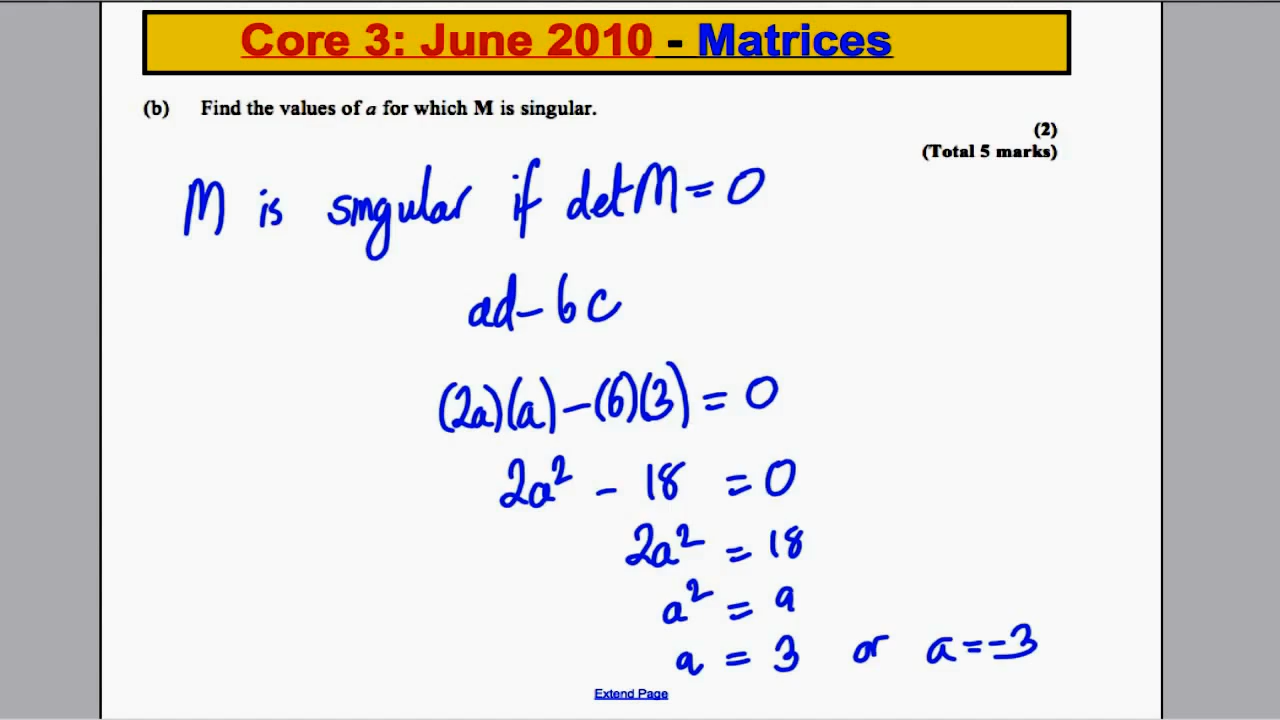 Core 3: June 2010 - Matrices
(b) Find the values of a for which M is singular.
(2)
(Total 5 marks)
M is singular if det M = 0
ad - bc
(2a)(a) - (6)(3) = 0
2a² - 18 = 0
2a² = 18
a² = 9
a = 3 or a = -3
Extend Page